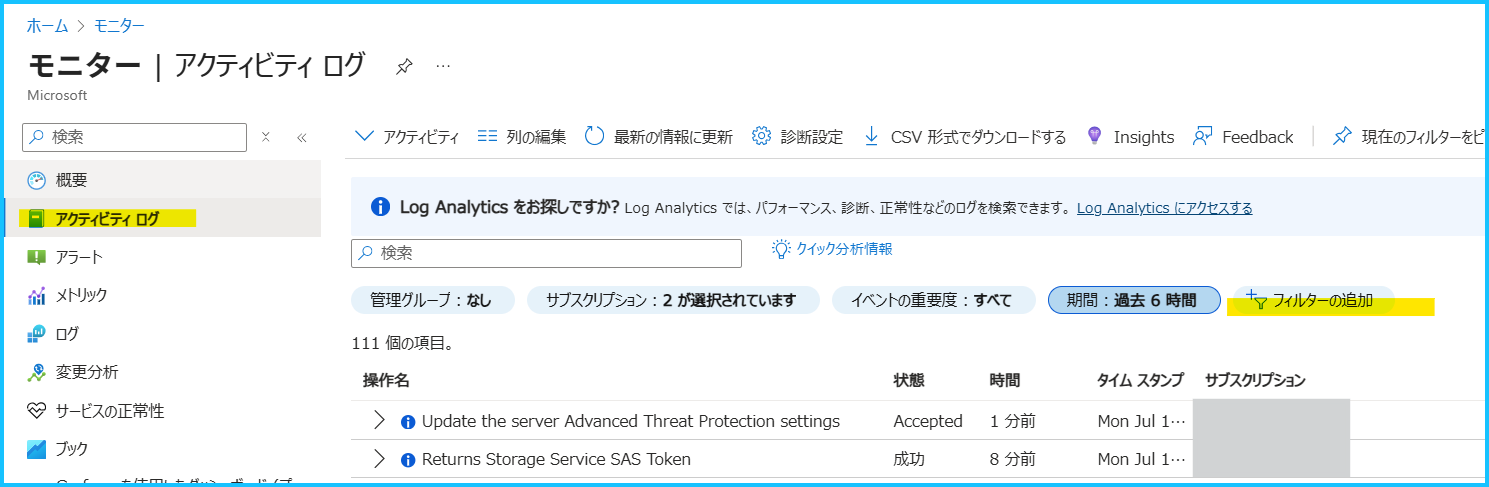 ホーム > モニター
モニター | アクティビティ ログ ...
Microsoft
検索
概要
アクティビティ ログ
アラート
メトリック
ログ
変更分析
サービスの正常性
ブック
アクティビティ 列の編集 最新の情報に更新 診断設定 CSV 形式でダウンロードする Insights Feedback 現在のフィルターをピ
Log Analytics をお探しですか? Log Analytics では、パフォーマンス、診断、正常性などのログを検索できます。 Log Analytics にアクセスする
検索 クイック分析情報
管理グループ : なし サブスクリプション : 2 が選択されています イベントの重要度 : すべて 期間 : 過去 6 時間 フィルターの追加
111 個の項目。
操作名 状態 時間 タイム スタンプ サブスクリプション
Update the server Advanced Threat Protection settings Accepted 1 分前 Mon Jul 1...
Returns Storage Service SAS Token 成功 8 分前 Mon Jul 1...